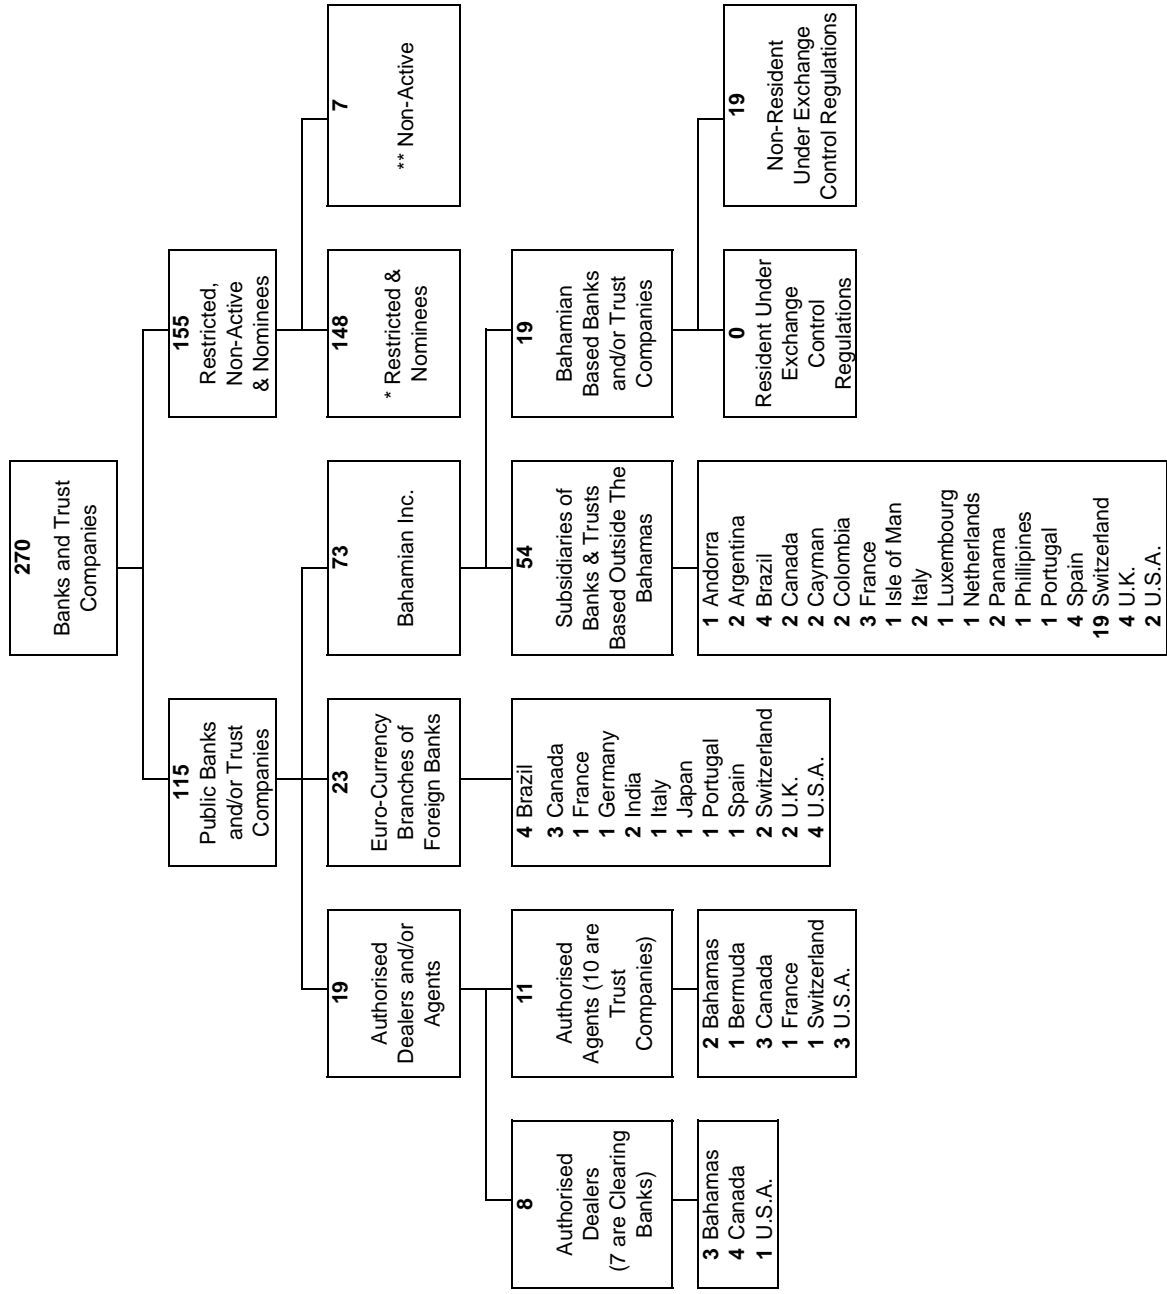 270
Banks and Trust
Companies
115
Public Banks
and/or Trust
Companies
155
Restricted,
Non-Active
& Nominees
19
Authorised
Dealers and/or
Agents
23
Euro-Currency
Branches of
Foreign Banks
73
Bahamian Inc.
148
* Restricted &
Nominees
7
** Non-Active
8
Authorised
Dealers
(7 are Clearing
Banks)
11
Authorised
Agents (10 are
Trust
Companies)
4 Brazil
3 Canada
1 France
1 Germany
2 India
1 Italy
1 Japan
1 Portugal
1 Spain
2 Switzerland
2 U.K.
4 U.S.A.
54
Subsidiaries of
Banks & Trusts
Based Outside The
Bahamas
19
Bahamian
Based Banks
and/or Trust
Companies
3 Bahamas
4 Canada
1 U.S.A.
2 Bahamas
1 Bermuda
3 Canada
1 France
1 Switzerland
3 U.S.A.
1 Andorra
2 Argentina
4 Brazil
2 Canada
2 Cayman
2 Colombia
3 France
1 Isle of Man
2 Italy
1 Luxembourg
1 Netherlands
2 Panama
1 Phillipines
1 Portugal
4 Spain
19 Switzerland
4 U.K.
2 U.S.A.
0
Resident Under
Exchange
Control
Regulations
19
Non-Resident
Under Exchange
Control Regulations